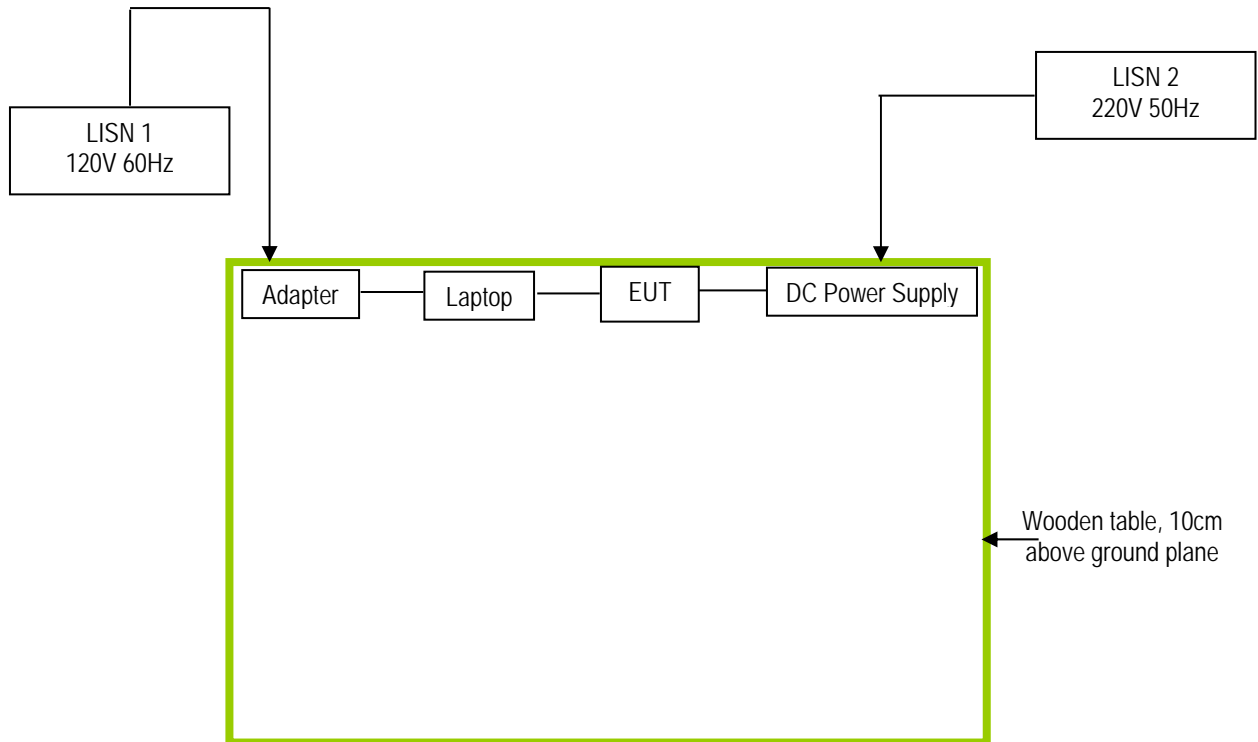 LISN 1
120V 60Hz
LISN 2
220V 50Hz
Adapter
Laptop
EUT
DC Power Supply
Wooden table, 10cm
above ground plane